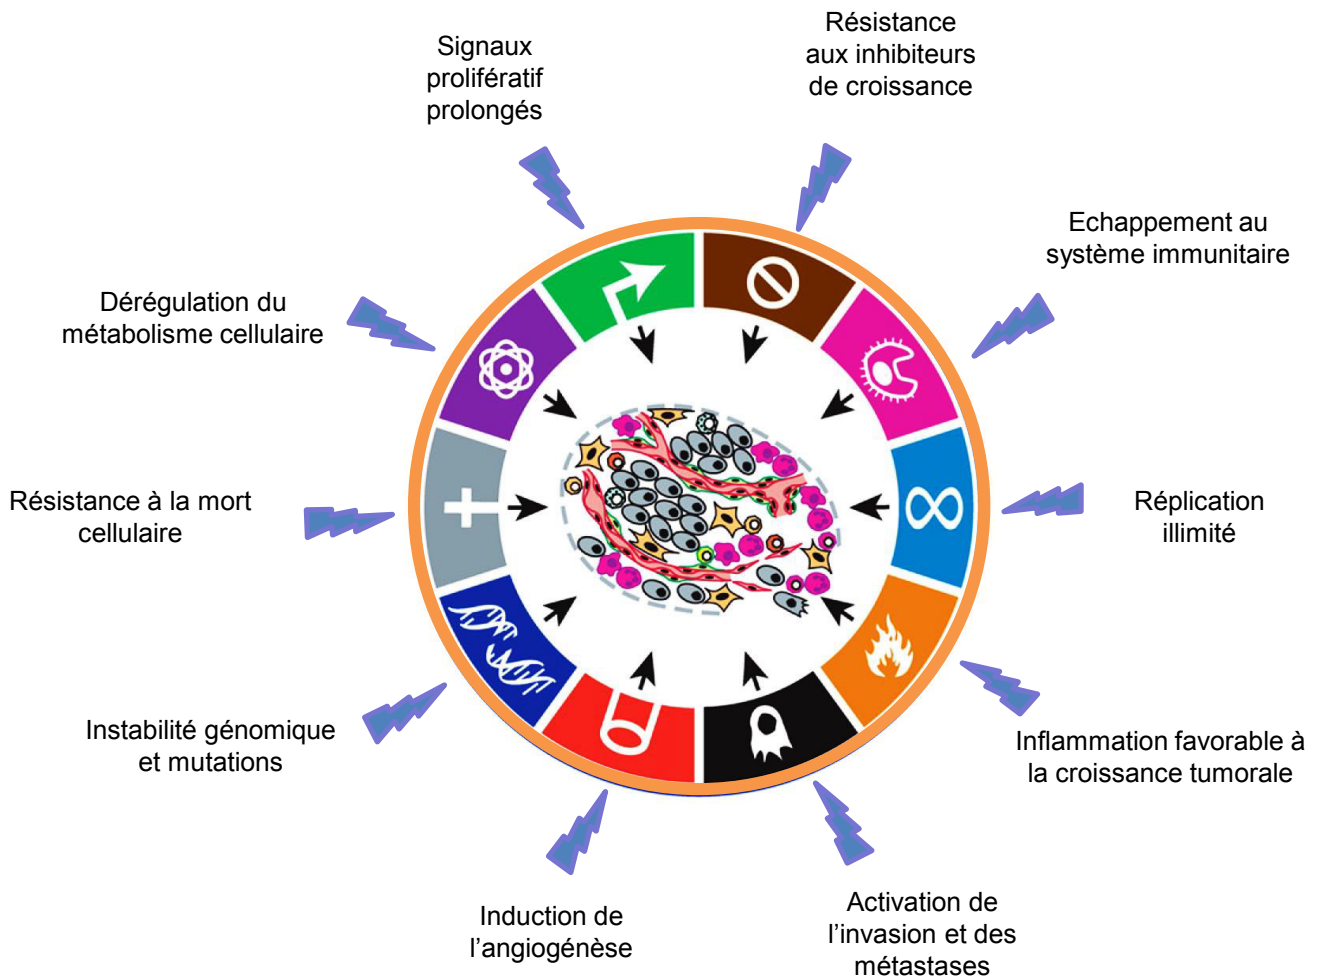 Signaux
prolifératif
prolongés
Résistance
aux inhibiteurs
de croissance
Echappement au
système immunitaire
Dérégulation du
métabolisme cellulaire
Résistance à la mort
cellulaire
Réplication
illimité
Instabilité génomique
et mutations
Inflammation favorable à
la croissance tumorale
Induction de
l’angiogénèse
Activation de
l’invasion et des
métastases